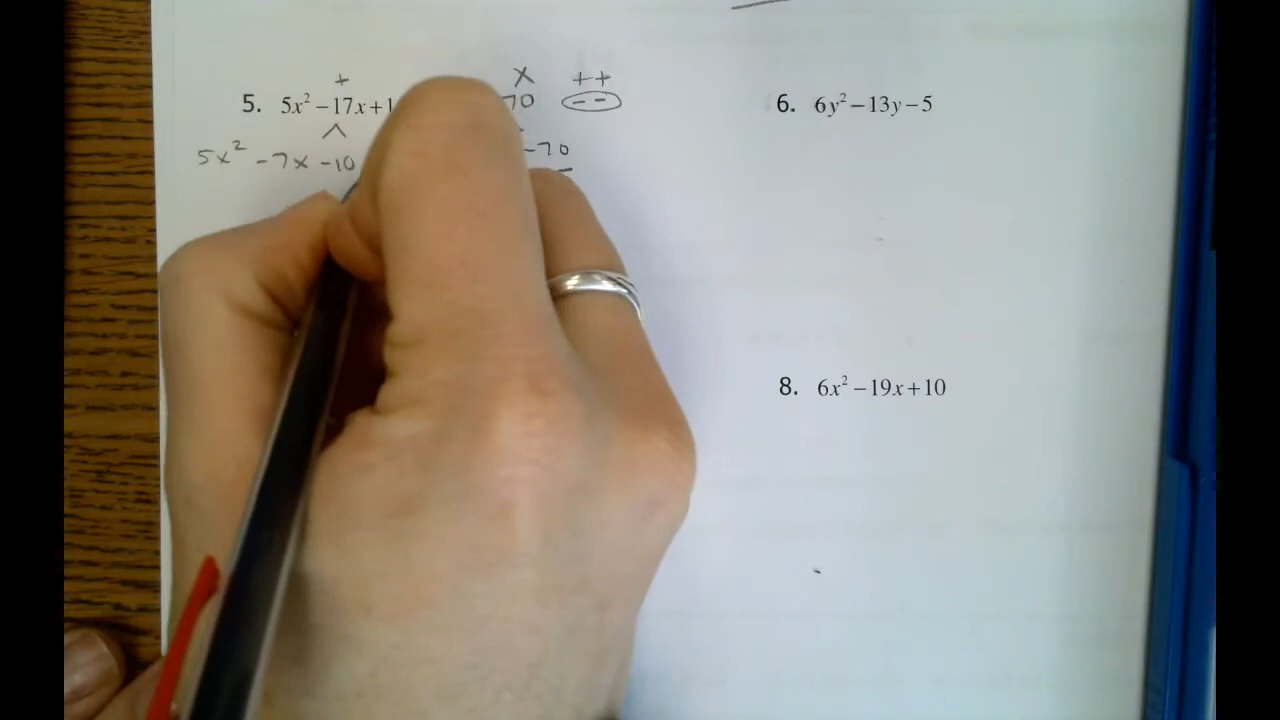 + x ++
5. 5x² − 17x + 1 70 − −
5x² − 7x − 10 − 70
6. 6y² − 13y − 5
8. 6x² − 19x + 10